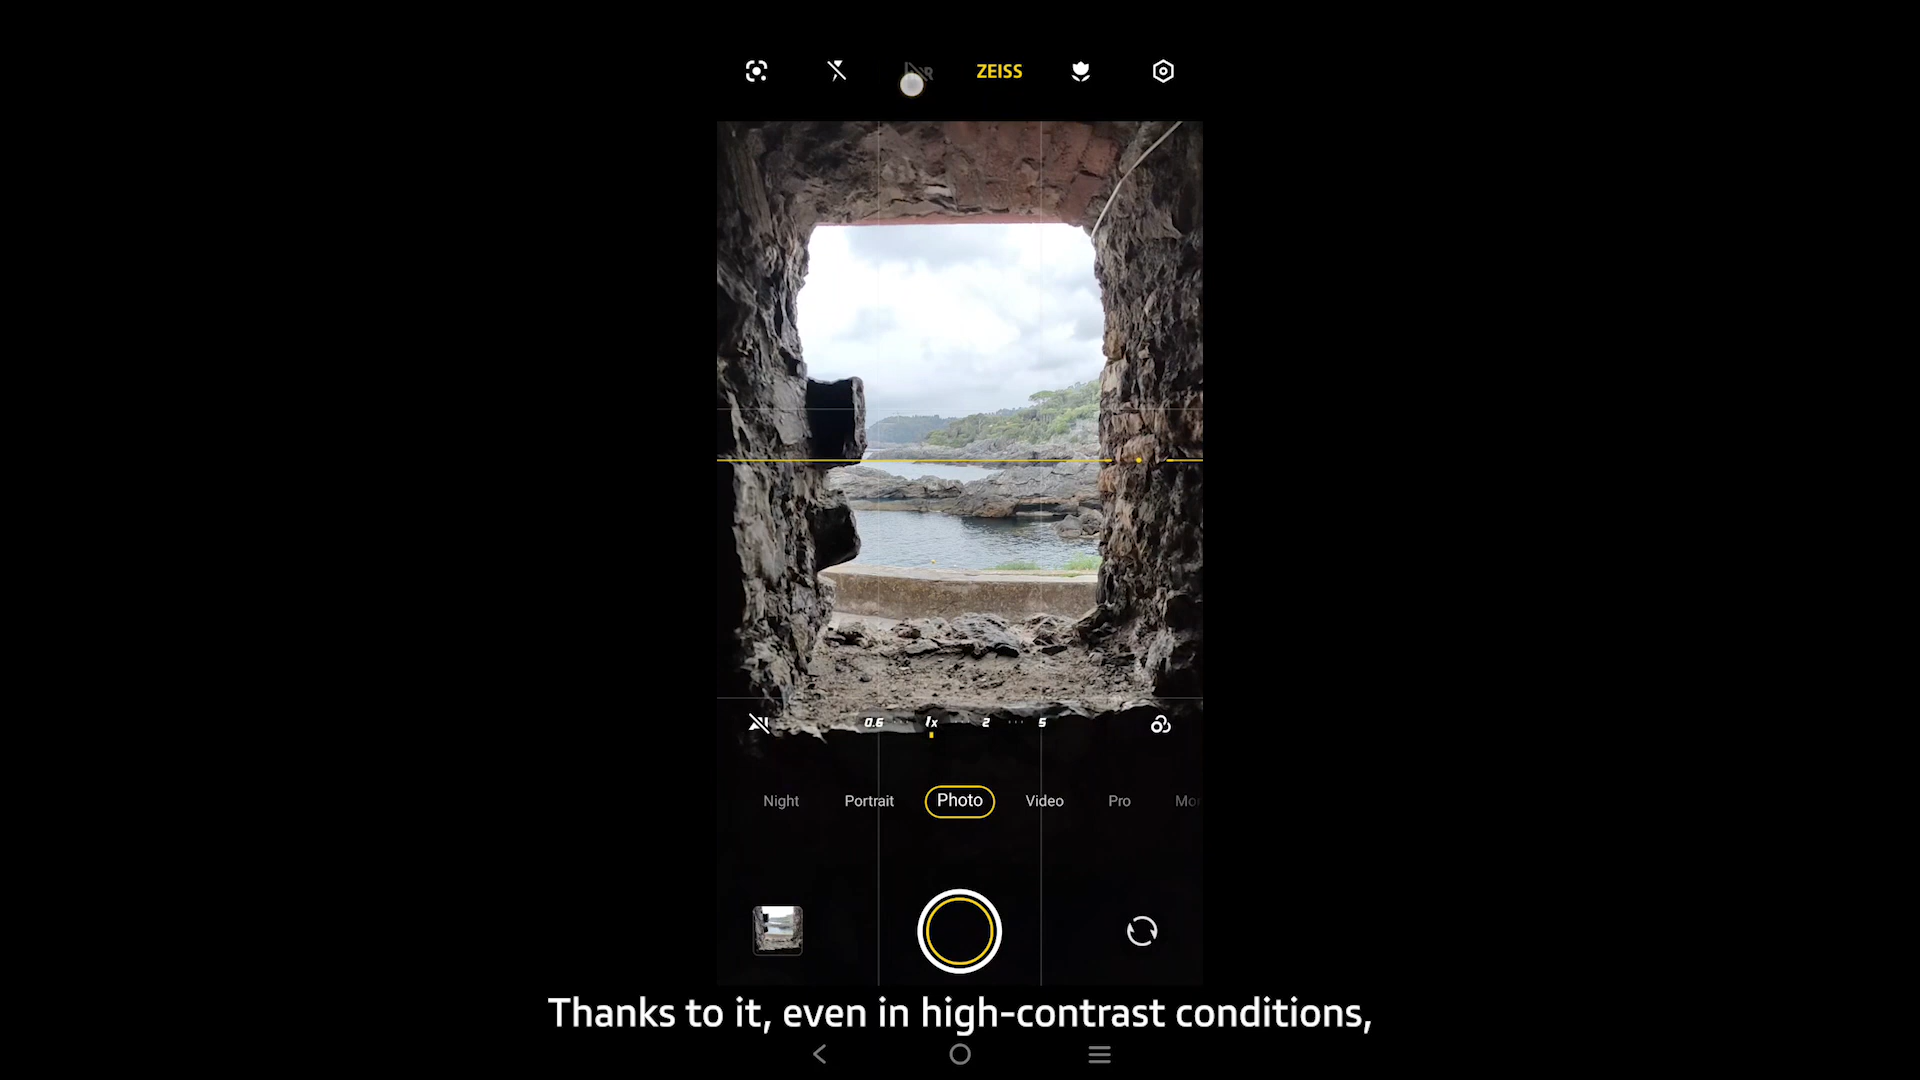 ZEISS
0.6 1x 2 5
Night Portrait Photo Video Pro
Thanks to it, even in high-contrast conditions,